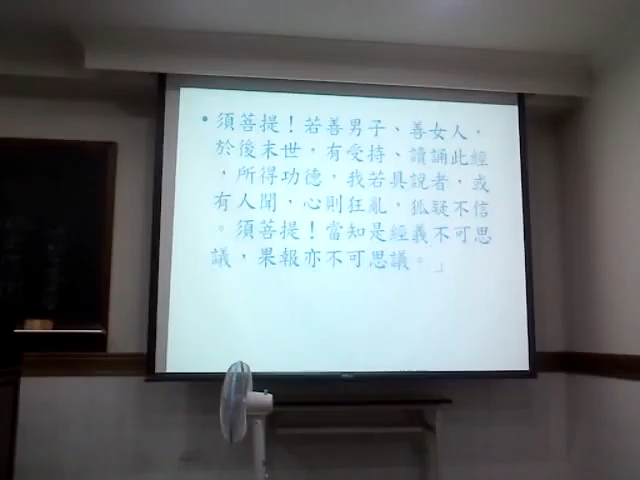 •須菩提！若善男子、善女人，
於後末世，有受持、讀誦此經
，所得功德，我若具說者，或
有人聞，心則狂亂，狐疑不信
。須菩提！當知是經義不可思
議，果報亦不可思議。」